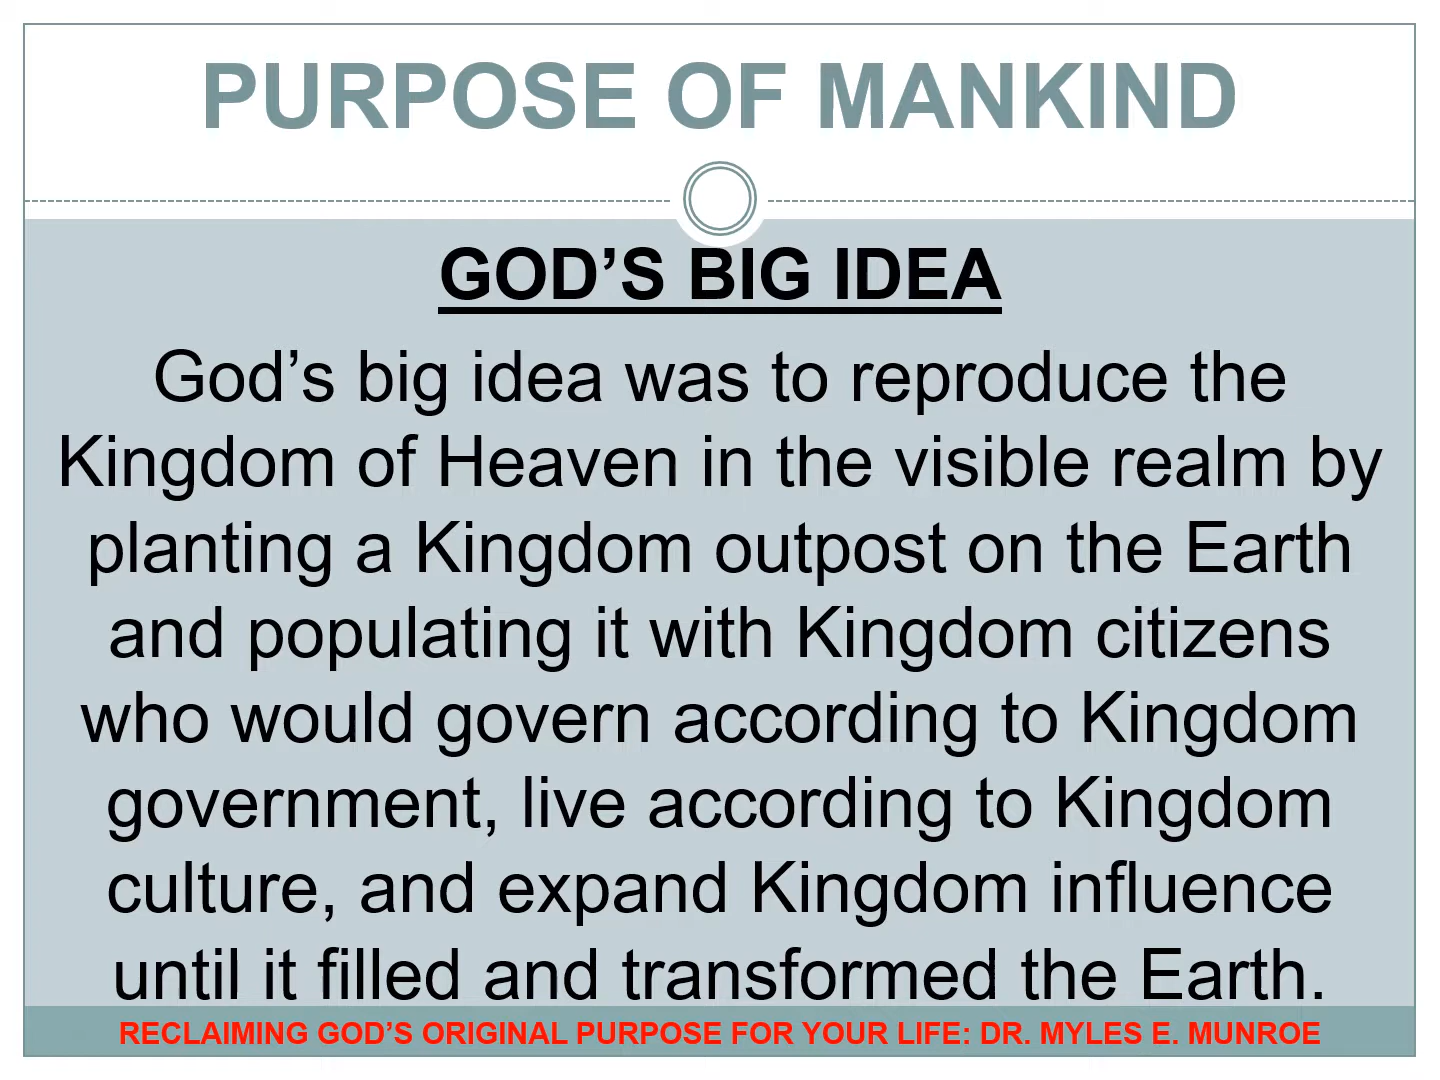 PURPOSE OF MANKIND
GOD’S BIG IDEA
God’s big idea was to reproduce the
Kingdom of Heaven in the visible realm by
planting a Kingdom outpost on the Earth
and populating it with Kingdom citizens
who would govern according to Kingdom
government, live according to Kingdom
culture, and expand Kingdom influence
until it filled and transformed the Earth.
RECLAIMING GOD’S ORIGINAL PURPOSE FOR YOUR LIFE: DR. MYLES E. MUNROE